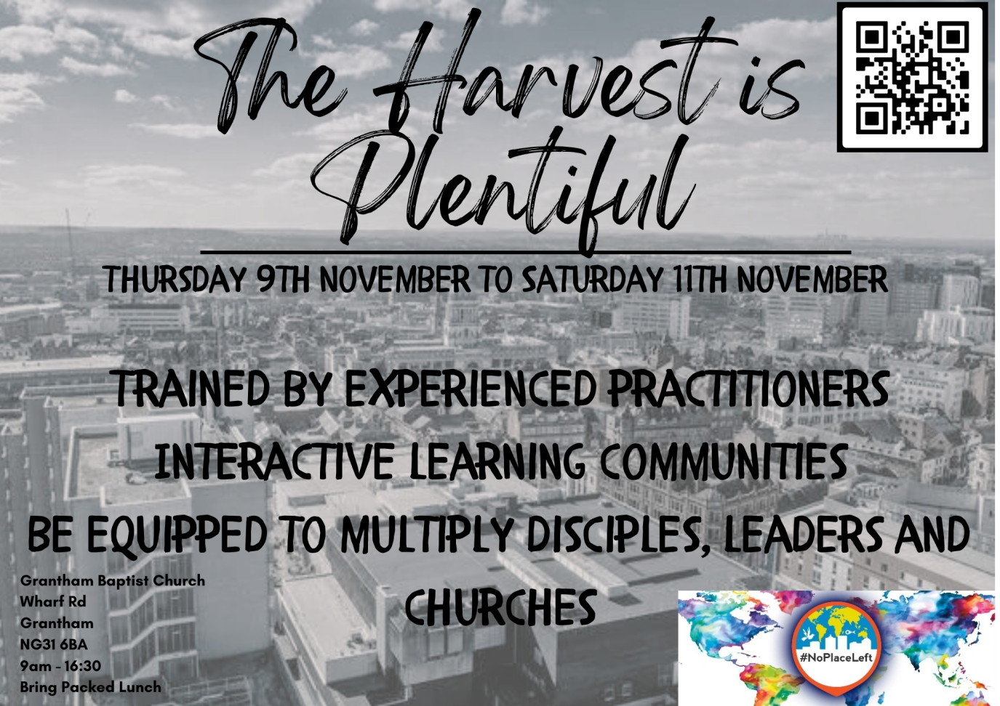 The Harvest is
Plentiful
THURSDAY 9TH NOVEMBER TO SATURDAY 11TH NOVEMBER
TRAINED BY EXPERIENCED PRACTITIONERS
INTERACTIVE LEARNING COMMUNITIES
BE EQUIPPED TO MULTIPLY DISCIPLES, LEADERS AND
CHURCHES
Grantham Baptist Church
Wharf Rd
Grantham
NG31 6BA
9am - 16:30
Bring Packed Lunch
#NoPlaceLeft